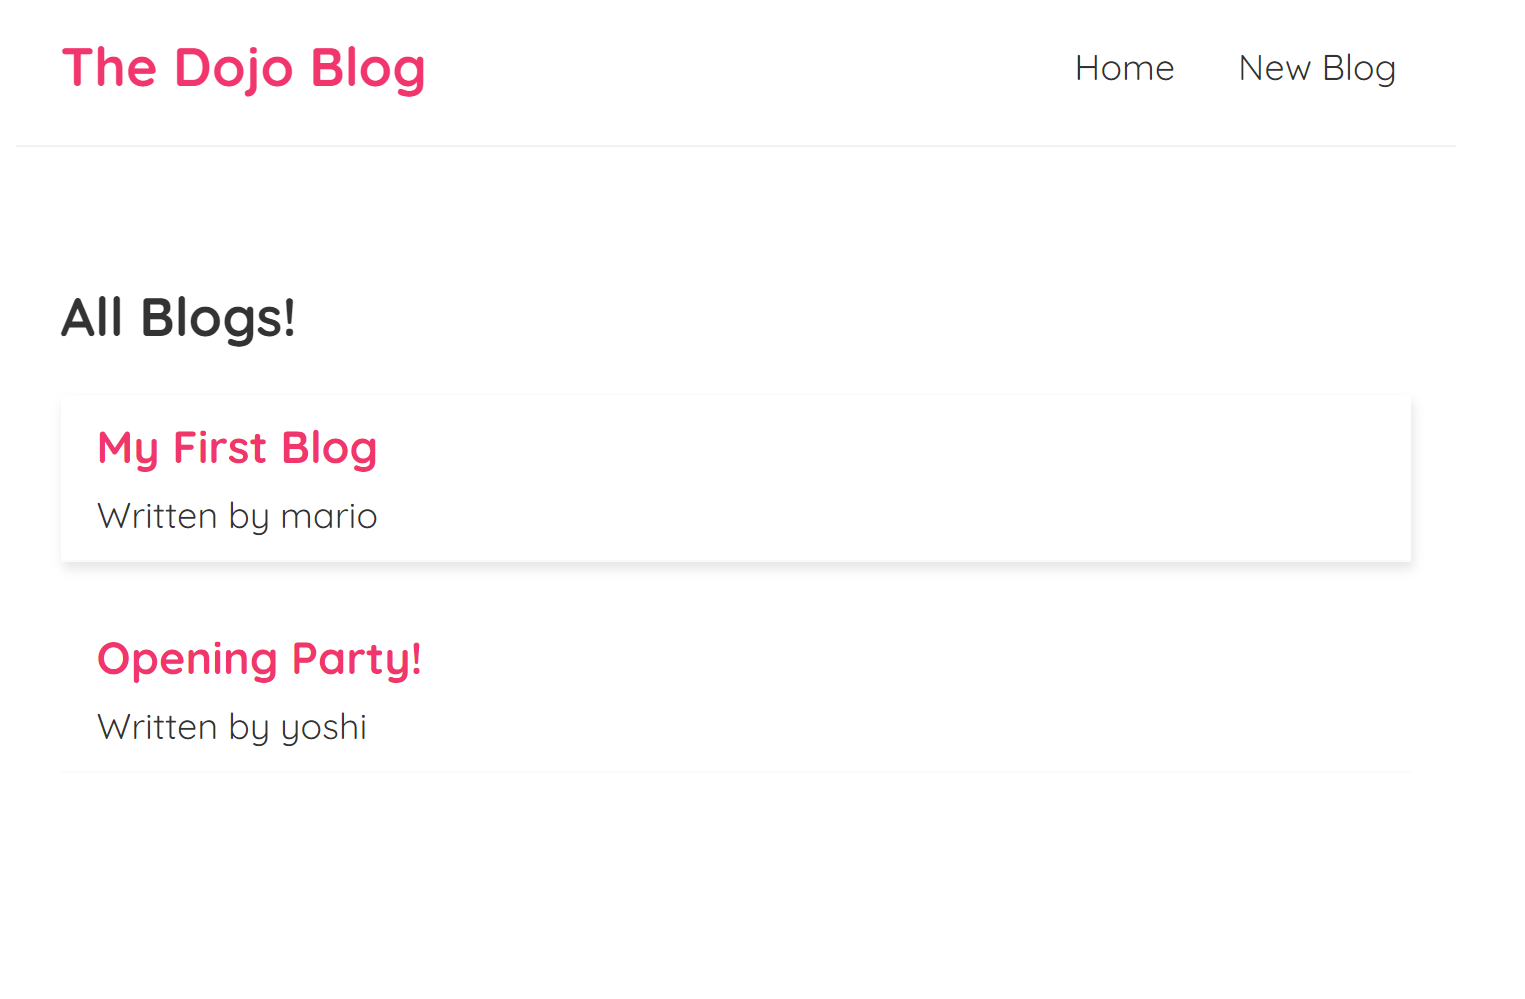 The Dojo Blog
Home New Blog
All Blogs!
My First Blog
Written by mario
Opening Party!
Written by yoshi